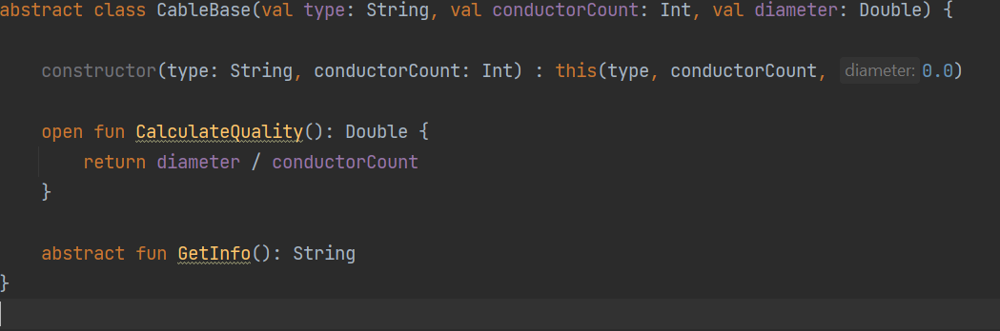 abstract class CableBase(val type: String, val conductorCount: Int, val diameter: Double) {
constructor(type: String, conductorCount: Int) : this(type, conductorCount, diameter: 0.0)
open fun CalculateQuality(): Double {
return diameter / conductorCount
}
abstract fun GetInfo(): String
}